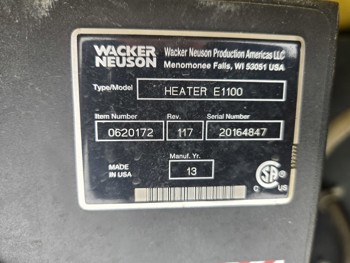 WACKER
NEUSON
Wacker Neuson Production Americas LLC
Menomonee Falls, WI 53051 USA
Type/Model
HEATER E1100
Item Number
Rev.
Serial Number
0620172
117
20164847
Manuf. Yr.
MADE
IN USA
13
C
US